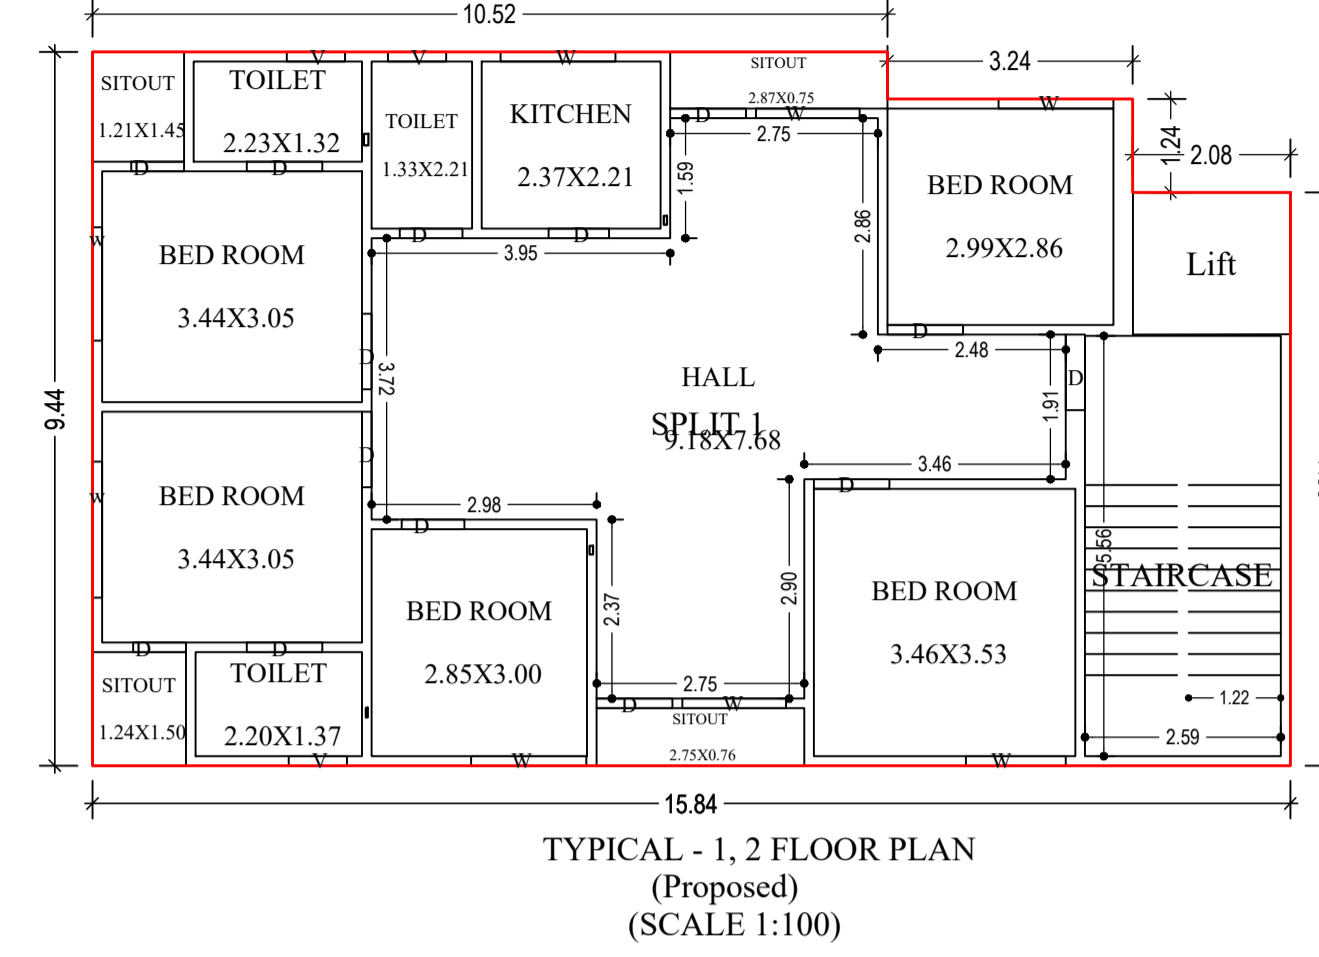 10.52
SITOUT
1.21X1.45
V
TOILET
2.23X1.32
V
TOILET
1.33X2.21
W
KITCHEN
2.37X2.21
SITOUT
2.87X0.75
D
W
2.75
3.24
W
1.24
2.08
D
D
D
D
1.59
2.86
BED ROOM
2.99X2.86
Lift
W
BED ROOM
3.44X3.05
3.95
D
3.72
D
2.48
HALL
SPLIT 1
9.18X7.68
1.91
D
9.44
W
BED ROOM
3.44X3.05
D
2.98
D
3.46
D
BED ROOM
2.85X3.00
2.37
2.90
BED ROOM
3.46X3.53
5.56
STAIRCASE
D
D
SITOUT
1.24X1.50
TOILET
2.20X1.37
V
W
2.75
D
W
SITOUT
2.75X0.76
W
1.22
2.59
15.84
TYPICAL - 1, 2 FLOOR PLAN
(Proposed)
(SCALE 1:100)